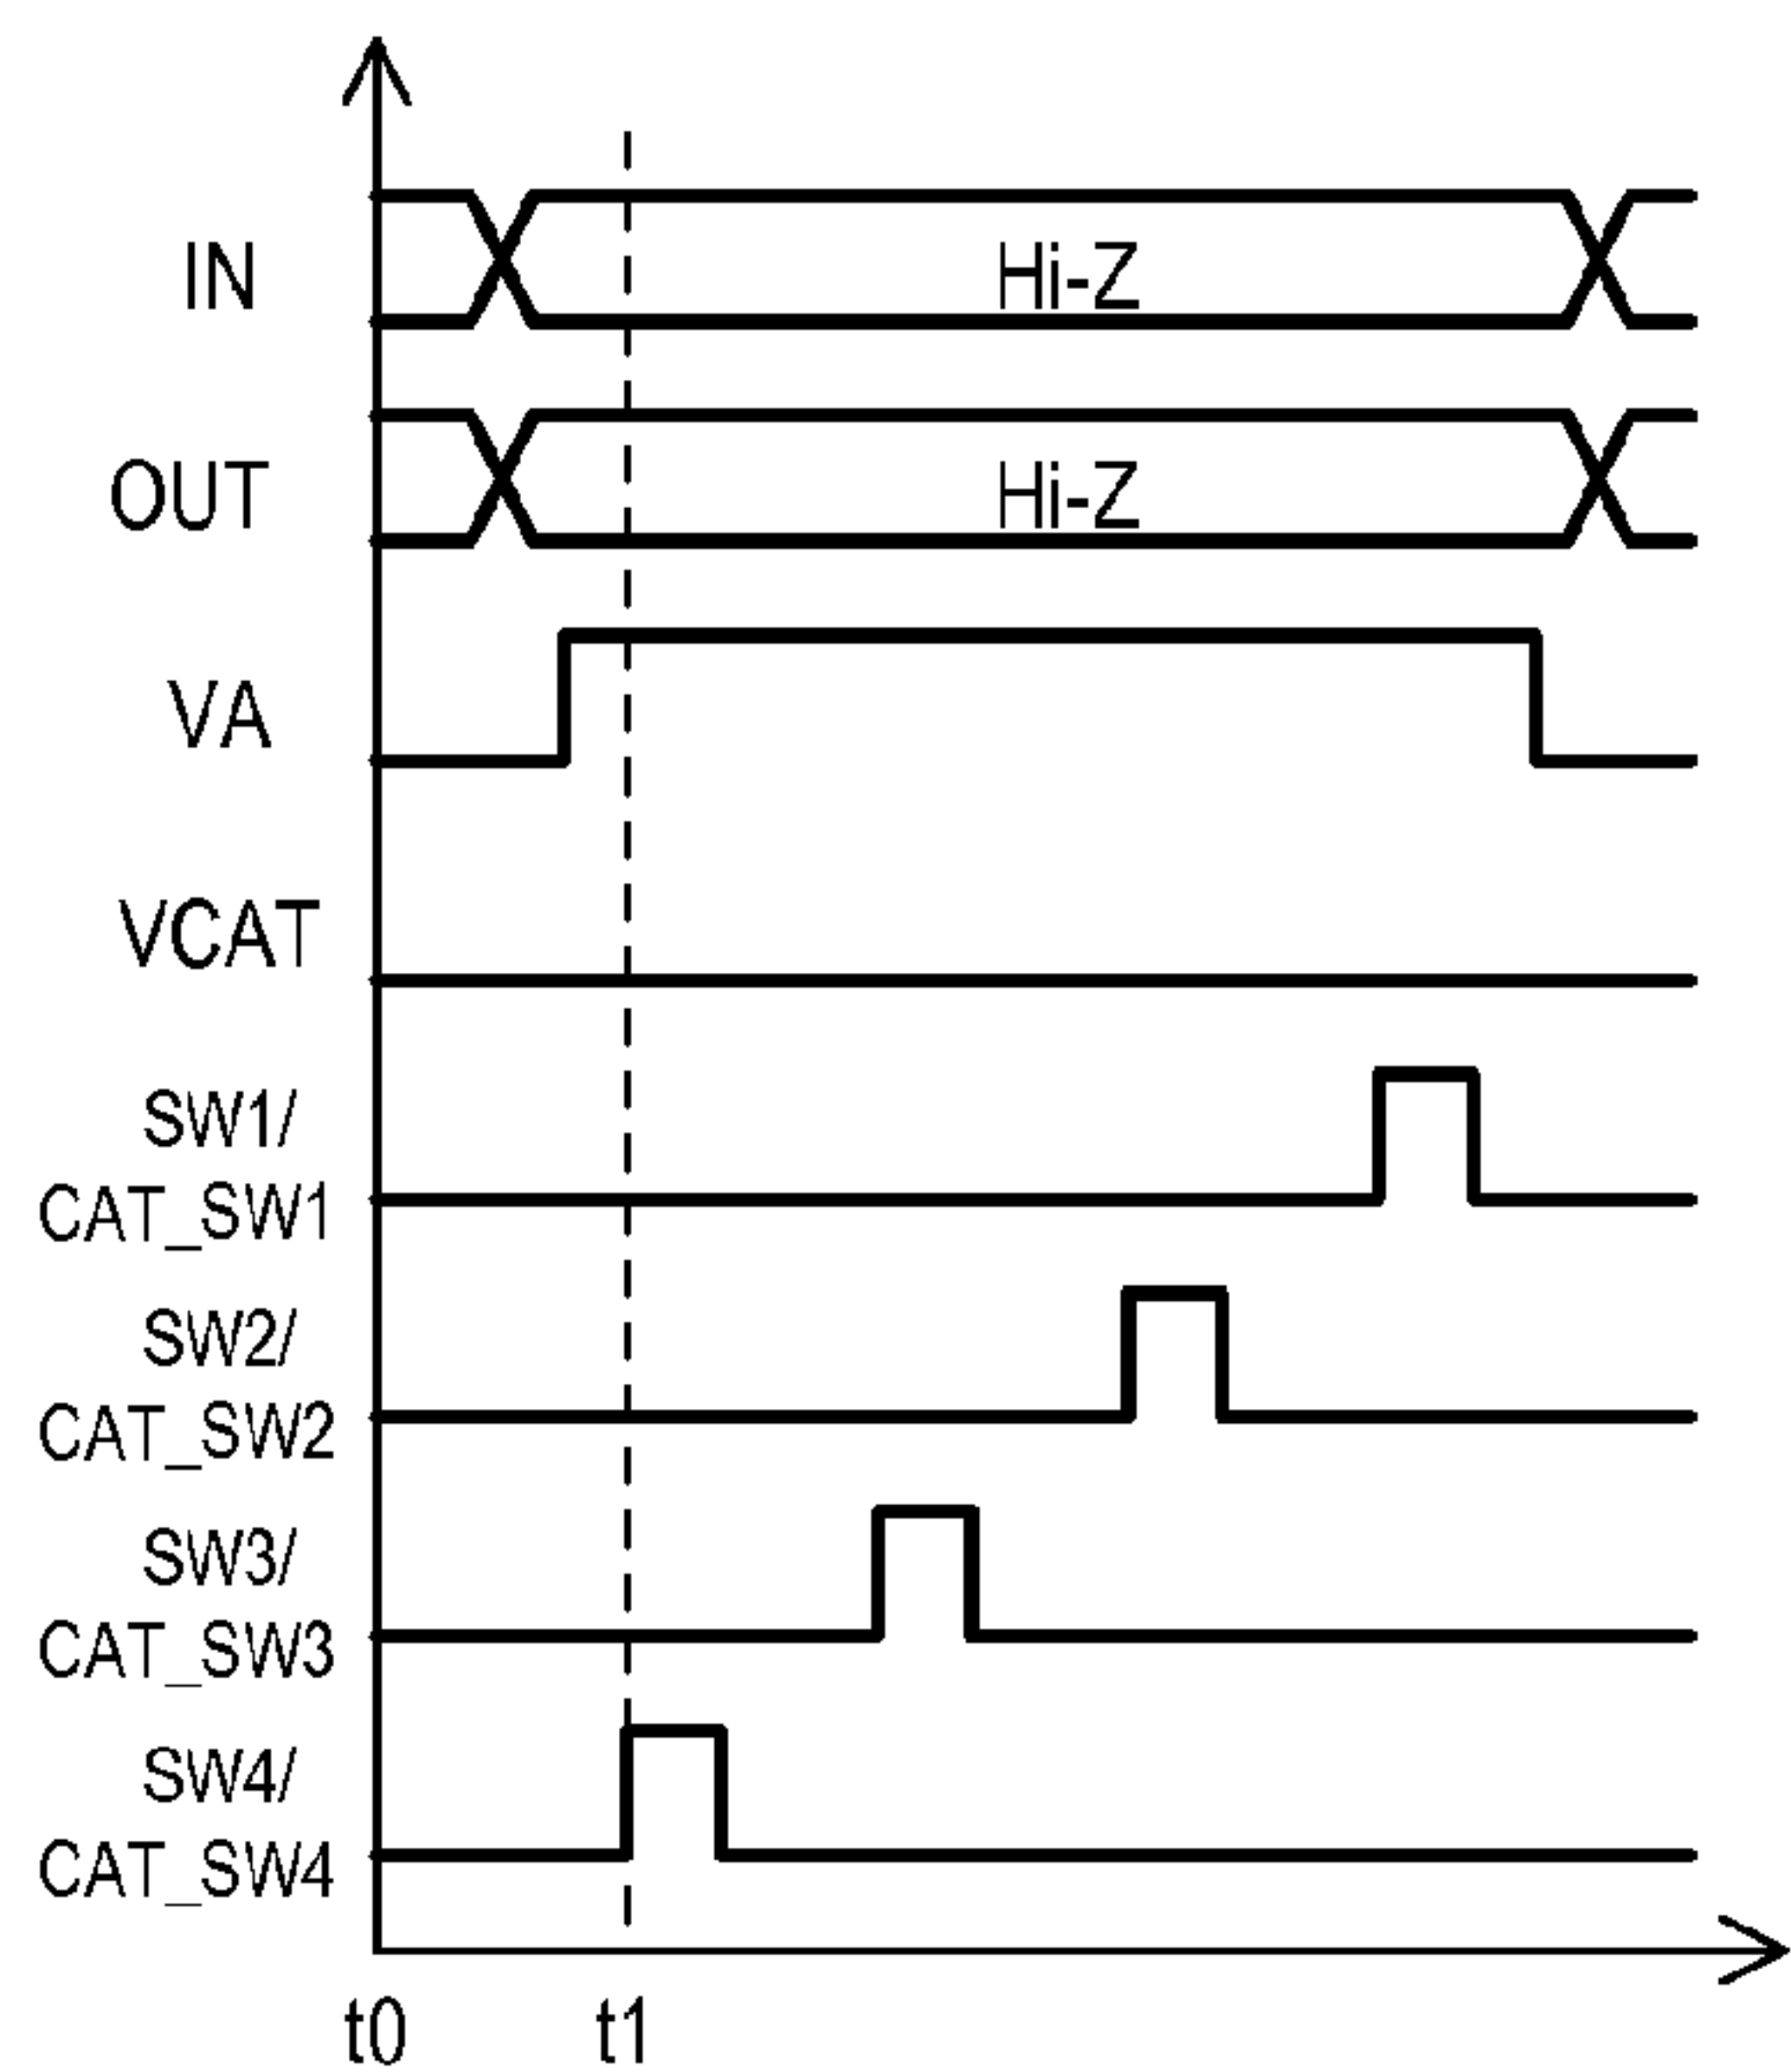 IN
Hi-Z
OUT
Hi-Z
VA
VCAT
SW1/
CAT_SW1
SW2/
CAT_SW2
SW3/
CAT_SW3
SW4/
CAT_SW4
t0
t1